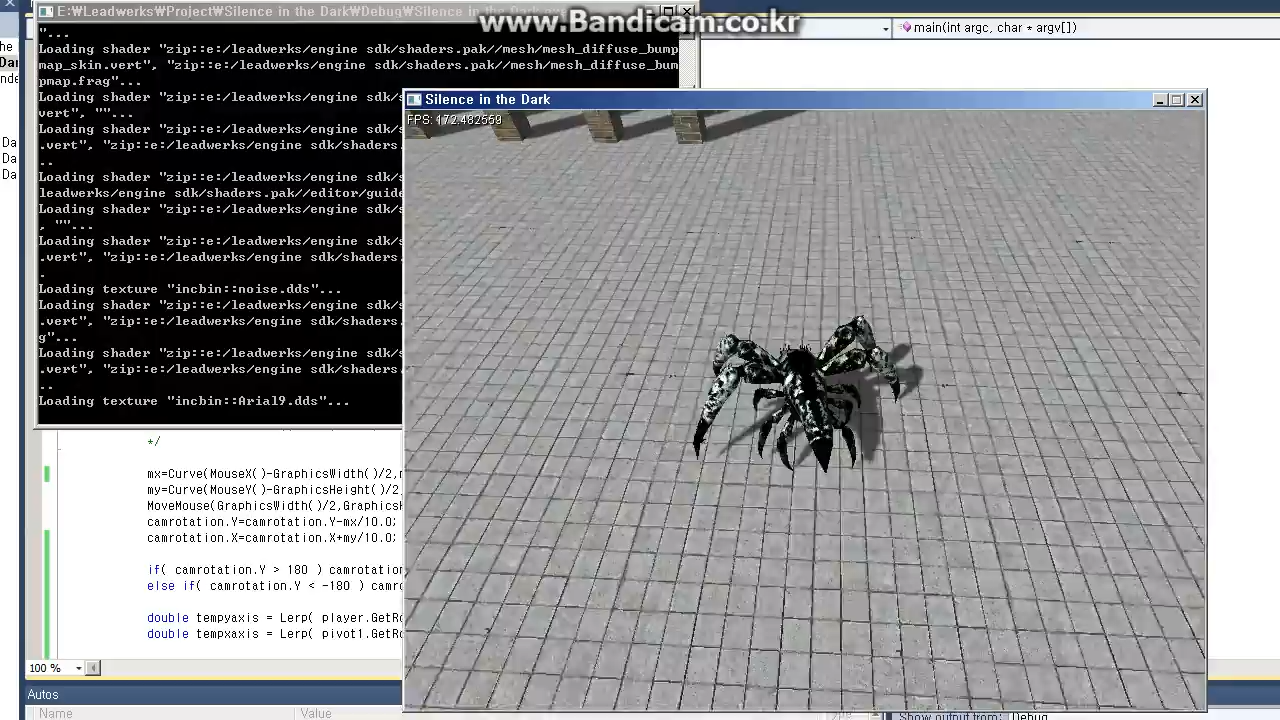 E:\Leadwerks\Project\Silence in the Dark\Debug\Silence in the Dark
www.Bandicam.co.kr
main(int argc, char * argv[])
"...
Loading shader "zip::e:/leadwerks/engine sdk/shaders.pak//mesh/mesh_diffuse_bump
map_skin.vert", "zip::e:/leadwerks/engine sdk/shaders.pak//mesh/mesh_diffuse_bum
pmap.frag"...
Loading shader "zip::e:/leadwerks/engine sdk/s
vert", ""...
Loading shader "zip::e:/leadwerks/engine sdk/s
.vert", "zip::e:/leadwerks/engine sdk/shaders.
..
Loading shader "zip::e:/leadwerks/engine sdk/s
leadwerks/engine sdk/shaders.pak//editor/guide
Loading shader "zip::e:/leadwerks/engine sdk/s
, ""...
Loading shader "zip::e:/leadwerks/engine sdk/s
.vert", "zip::e:/leadwerks/engine sdk/shaders.
.
Loading texture "incbin::noise.dds"...
Loading shader "zip::e:/leadwerks/engine sdk/s
.vert", "zip::e:/leadwerks/engine sdk/shaders.
g"...
Loading shader "zip::e:/leadwerks/engine sdk/s
.vert", "zip::e:/leadwerks/engine sdk/shaders.
..
Loading texture "incbin::Arial9.dds"...
Silence in the Dark
FPS: 172.482559
*/
mx=Curve(MouseX()-GraphicsWidth()/2,
my=Curve(MouseY()-GraphicsHeight()/2,
MoveMouse(GraphicsWidth()/2,Graphics
camrotation.Y=camrotation.Y-mx/10.0;
camrotation.X=camrotation.X+my/10.0;
if( camrotation.Y > 180 ) camrotation
else if( camrotation.Y < -180 ) camro
double tempyaxis = Lerp( player.GetRo
double tempxaxis = Lerp( pivot1.GetRo
100 %
Autos
Name Value
Show output from: Debug